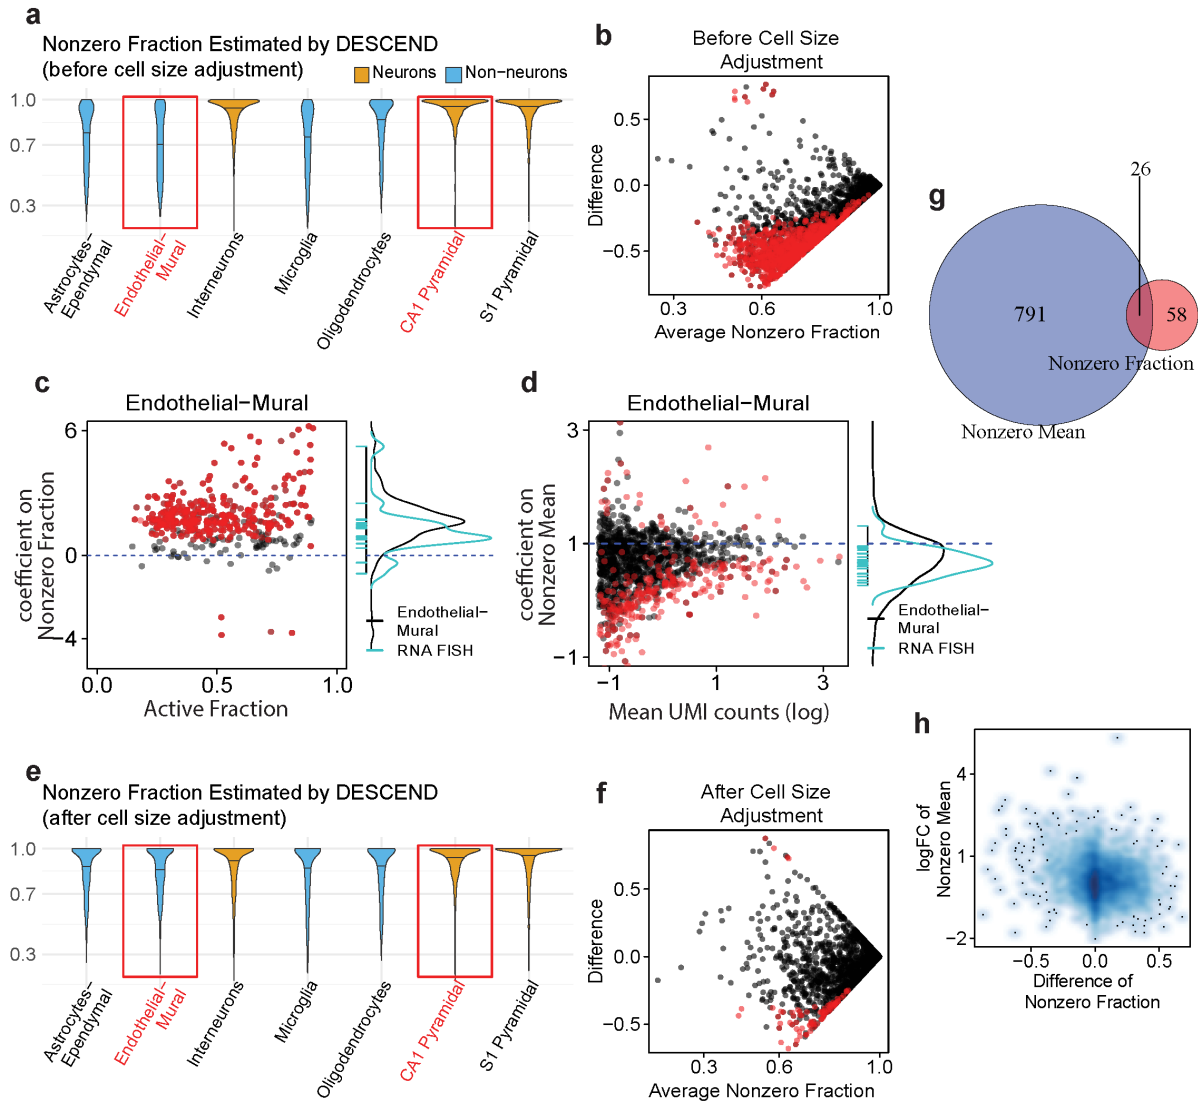 a
Nonzero Fraction Estimated by DESCEND
(before cell size adjustment)
Neurons
Non-neurons
1.0
0.7
0.3
Astrocytes-
Ependymal
Endothelial-
Mural
Interneurons
Microglia
Oligodendrocytes
CA1 Pyramidal
S1 Pyramidal
b
Before Cell Size
Adjustment
Difference
0.5
0.0
−0.5
0.3
0.6
1.0
Average Nonzero Fraction
g
26
791
58
Nonzero Fraction
Nonzero Mean
c
Endothelial−Mural
coefficient on
Nonzero Fraction
6
0
−4
0.0
0.5
1.0
Active Fraction
Endothelial−
Mural
RNA FISH
d
Endothelial−Mural
coefficient on
Nonzero Mean
3
1
−1
−1
1
3
Mean UMI counts (log)
Endothelial−
Mural
RNA FISH
e
Nonzero Fraction Estimated by DESCEND
(after cell size adjustment)
1.0
0.7
0.3
Astrocytes-
Ependymal
Endothelial-
Mural
Interneurons
Microglia
Oligodendrocytes
CA1 Pyramidal
S1 Pyramidal
f
After Cell Size
Adjustment
Difference
0.5
0.0
−0.5
0.3
0.6
1.0
Average Nonzero Fraction
h
logFC of
Nonzero Mean
4
1
−2
−0.5
0.0
0.5
Difference of
Nonzero Fraction